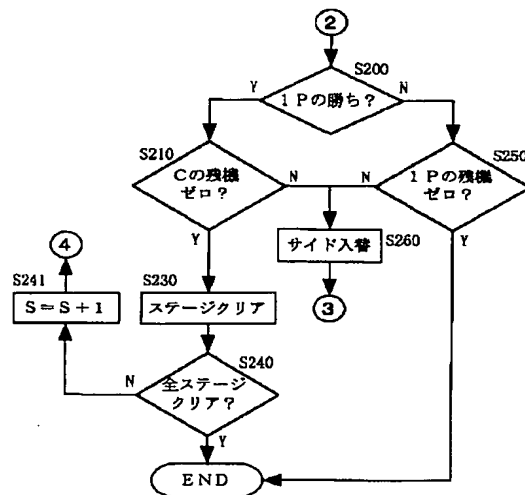 2
S200
Y
1Pの勝ち?
N
S210
Cの残機
ゼロ?
N
N
S250
1Pの残機
ゼロ?
Y
サイド入替
S260
Y
3
4
S241
S=S+1
S230
ステージクリア
S240
N
全ステージ
クリア?
Y
END